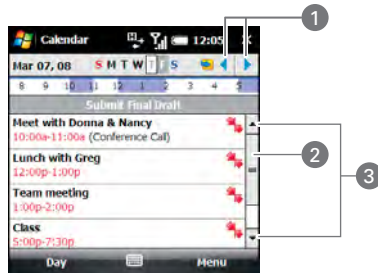 1
Calendar 12:05
Mar 07, 08 S M T W T F S
8 9 10 11 12 1 2 3 4 5
Submit Final Draft
Meet with Donna & Nancy
10:00a-11:00a (Conference Call)
Lunch with Greg
12:00p-1:00p
2
3
Team meeting
1:00p-2:00p
Class
5:00p-7:30p
Day Menu